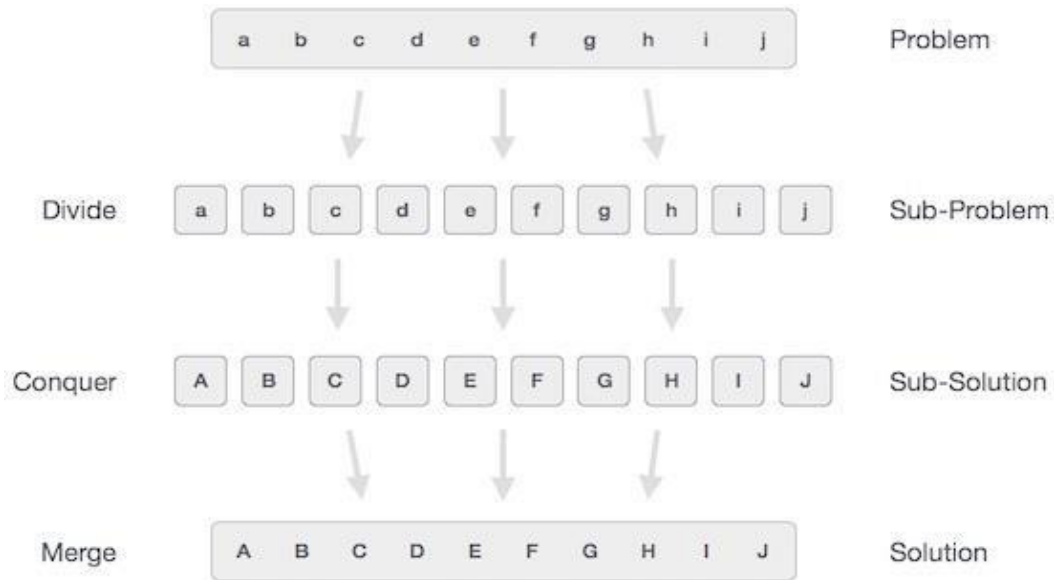 a b c d e f g h i j Problem
Divide a b c d e f g h i j Sub-Problem
Conquer A B C D E F G H I J Sub-Solution
Merge A B C D E F G H I J Solution